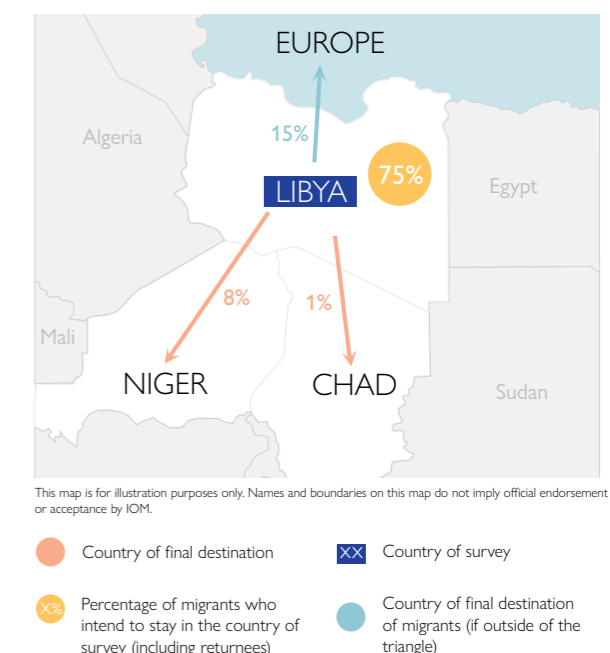 EUROPE
Algeria
15%
75%
LIBYA
Egypt
8%
1%
Mali
NIGER
CHAD
Sudan
This map is for illustration purposes only. Names and boundaries on this map do not imply official endorsement
or acceptance by IOM.
Country of final destination
XX Country of survey
X% Percentage of migrants who
intend to stay in the country of
survey (including returnees)
Country of final destination
of migrants (if outside of the
triangle)